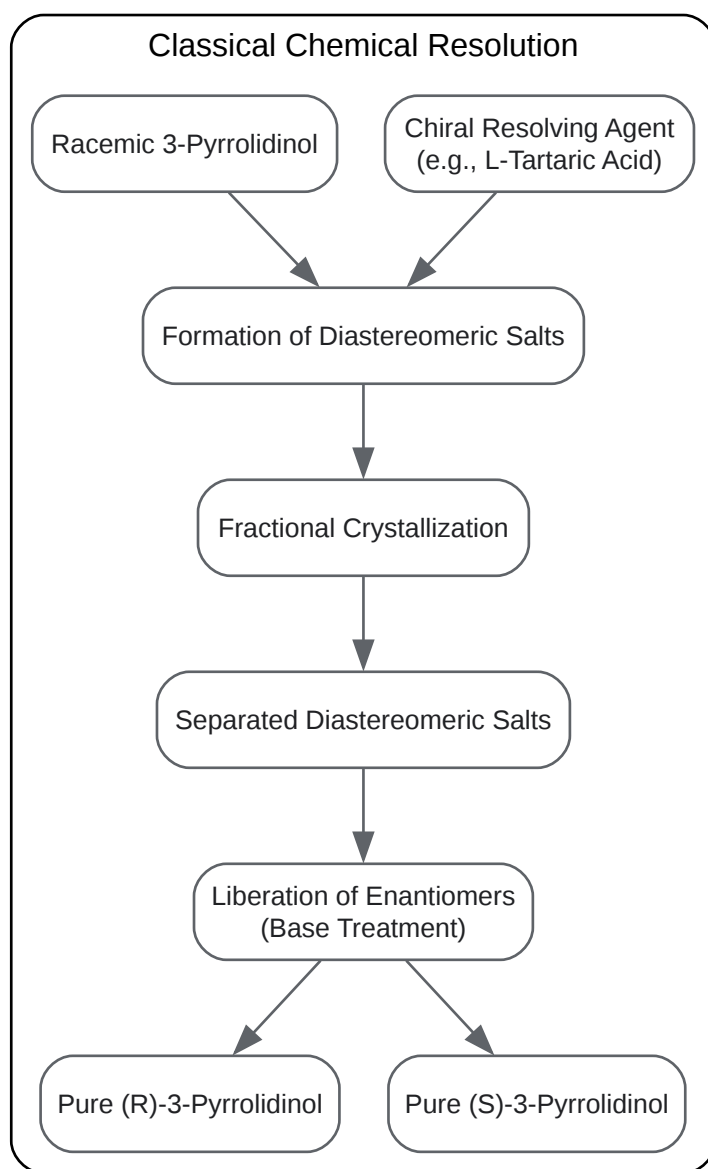 Classical Chemical Resolution
Racemic 3-Pyrrolidinol
Chiral Resolving Agent
(e.g., L-Tartaric Acid)
Formation of Diastereomeric Salts
Fractional Crystallization
Separated Diastereomeric Salts
Liberation of Enantiomers
(Base Treatment)
Pure (R)-3-Pyrrolidinol
Pure (S)-3-Pyrrolidinol